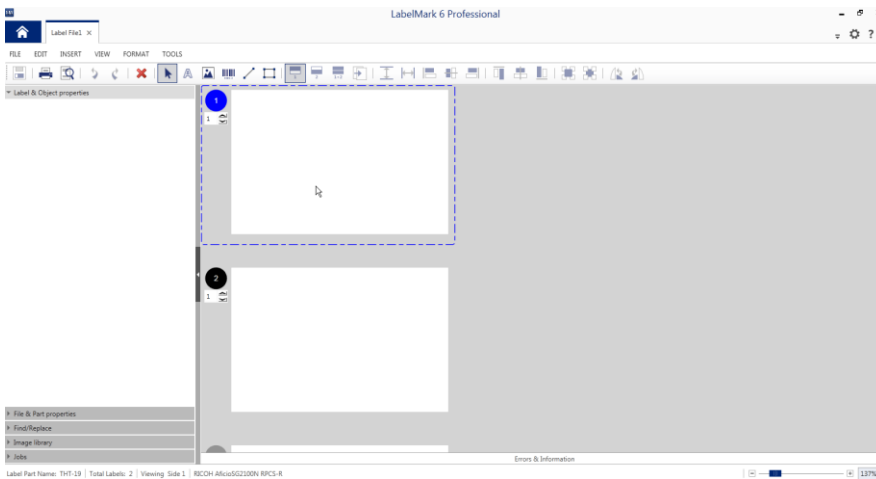 LabelMark 6 Professional
Label File1 ×
?
FILE EDIT INSERT VIEW FORMAT TOOLS
A
Label & Object properties
1
1
2
1
File & Part properties
Find/Replace
Image library
Jobs
Errors & Information
Label Part Name: THT-19 Total Labels: 2 Viewing Side 1 RICOH AficioSG2100N RPCS-R 137%